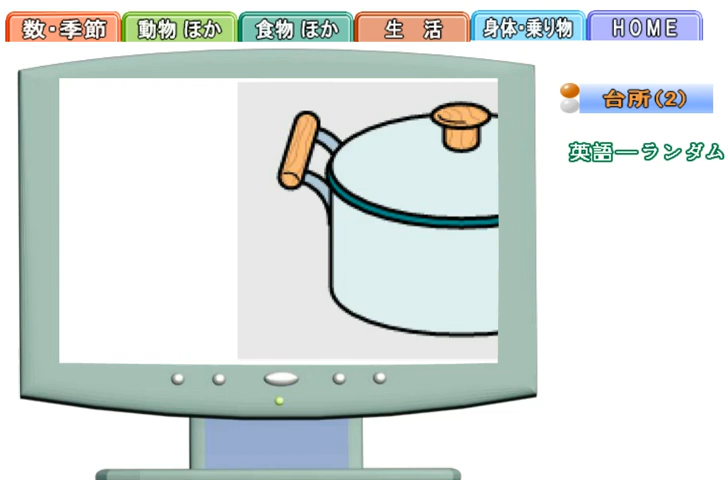 数・季節 動物 ほか 食物 ほか 生 活 身体・乗り物 HOME
台所(2)
英語―ランダム